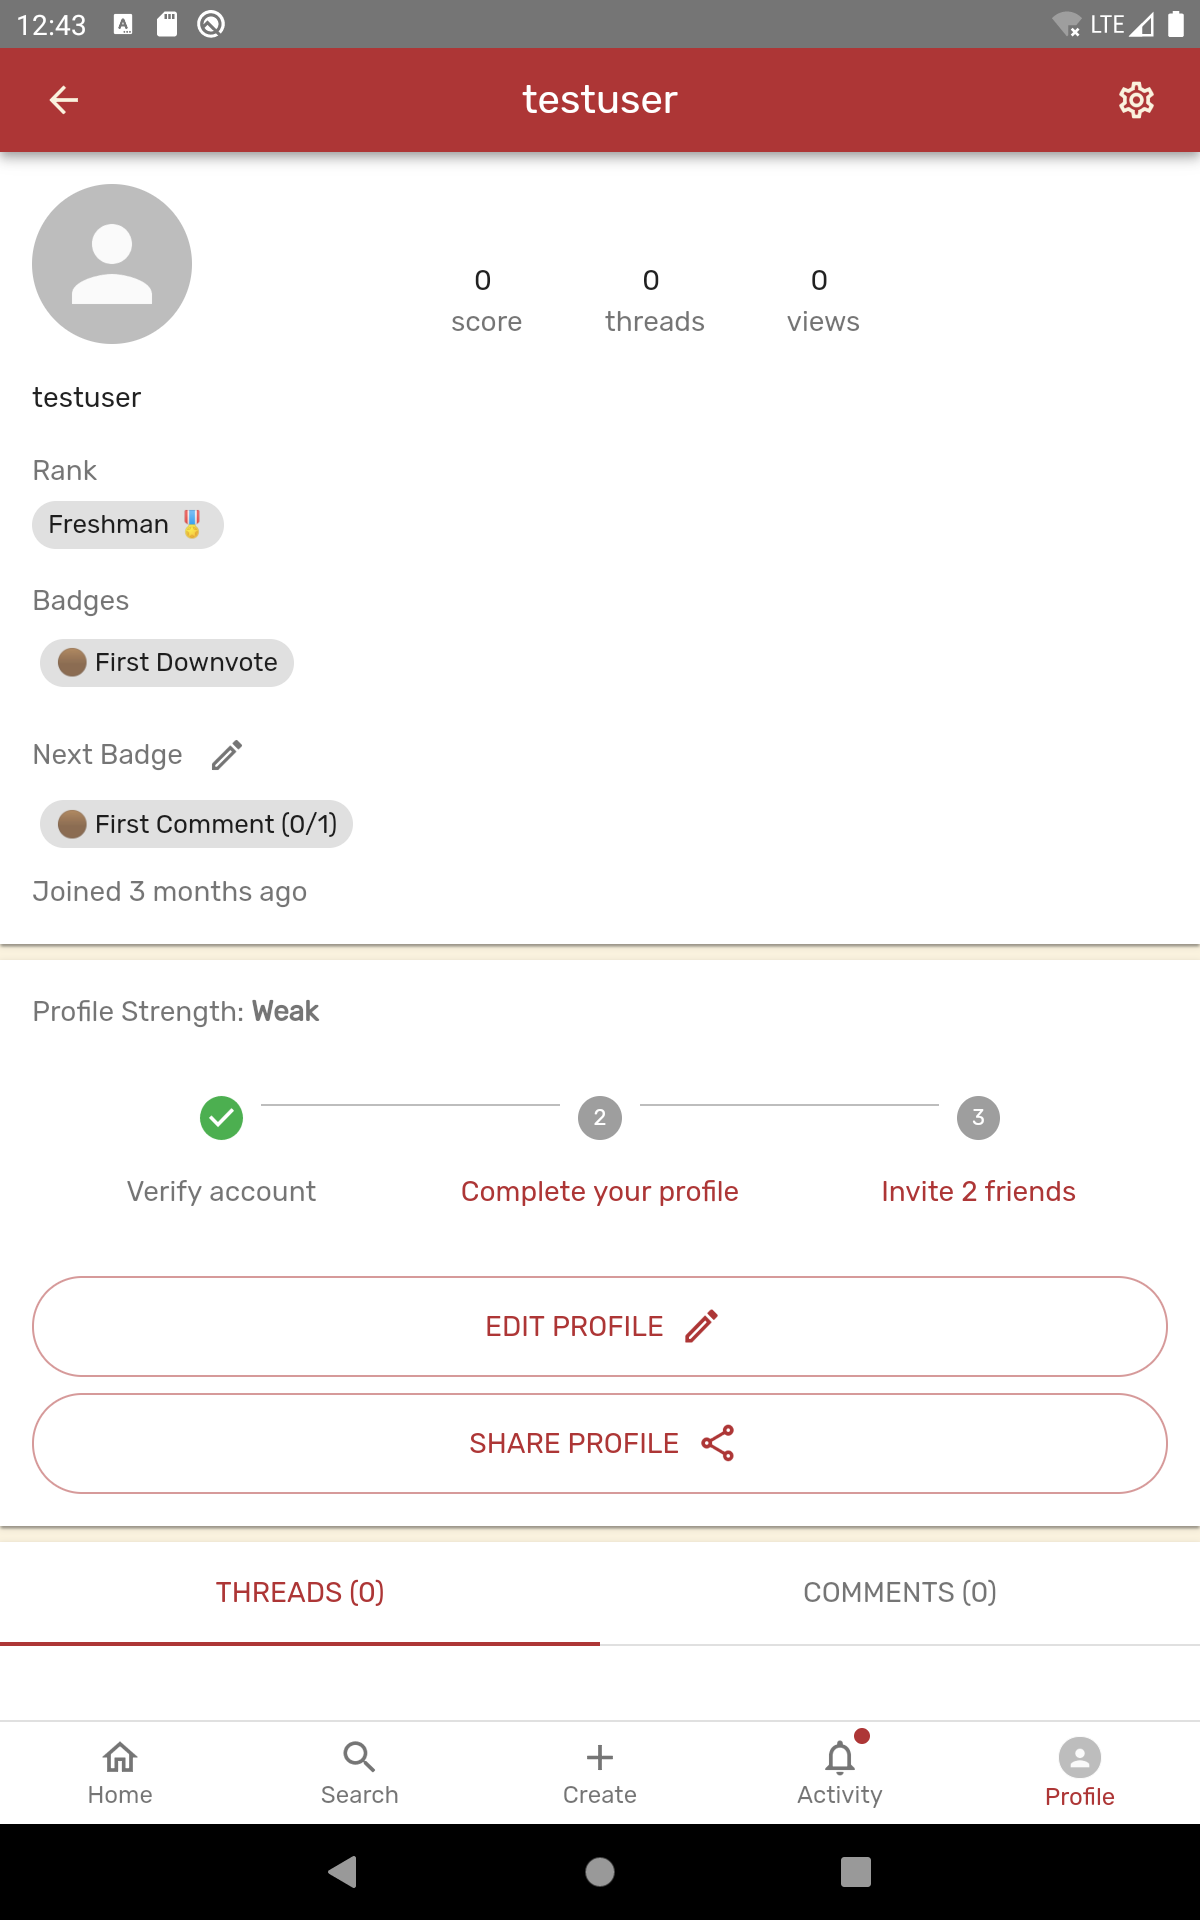 12:43
LTE
testuser
0 0 0
score threads views
testuser
Rank
Freshman 🎖️
Badges
First Downvote
Next Badge
First Comment (0/1)
Joined 3 months ago
Profile Strength: Weak
2 3
Verify account Complete your profile Invite 2 friends
EDIT PROFILE
SHARE PROFILE
THREADS (0) COMMENTS (0)
Home Search Create Activity Profile